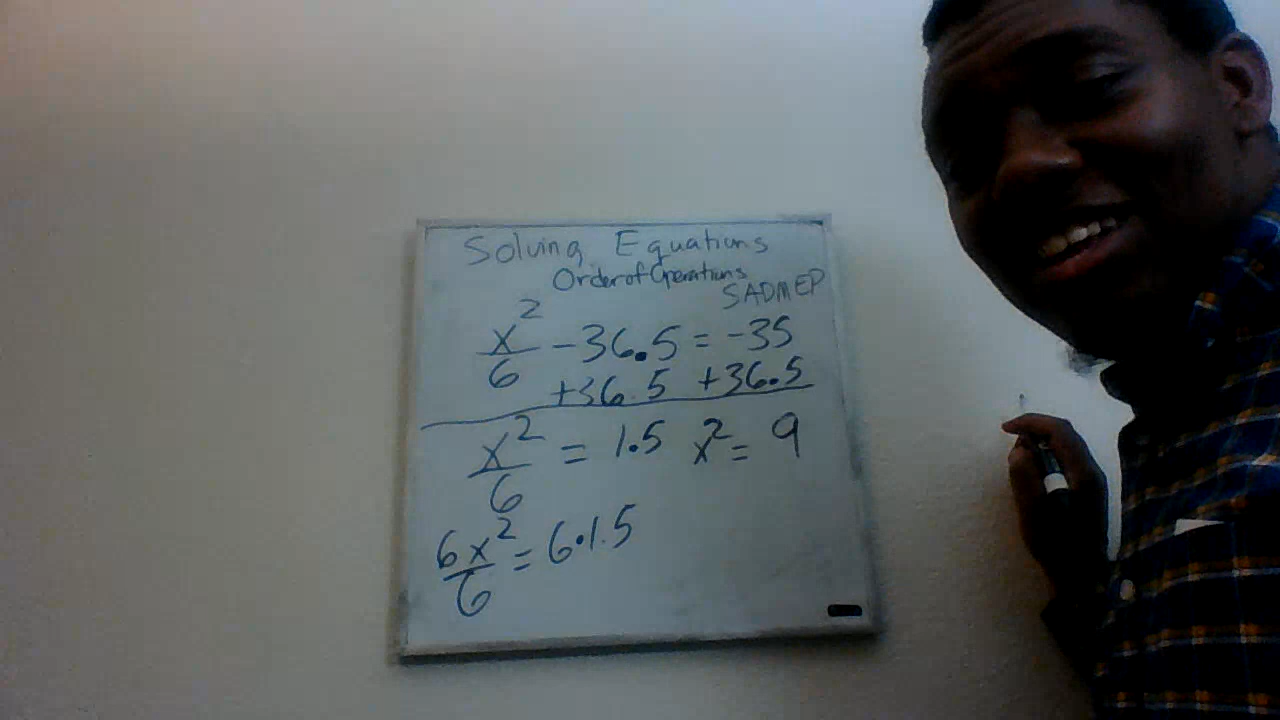 Solving Equations
Order of Operations
SADMEP
x²/6 - 36.5 = -35
+36.5 +36.5
x²/6 = 1.5 x² = 9
6x²/6 = 6·1.5